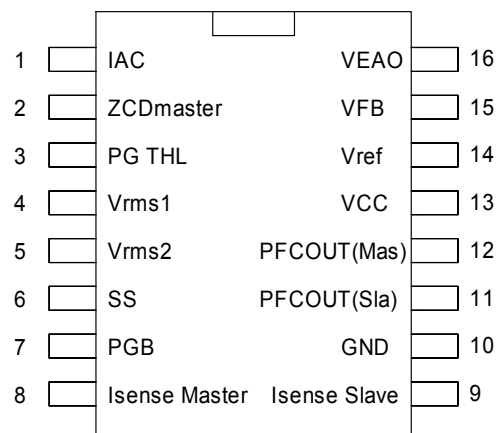 1 IAC VEAO 16
2 ZCDmaster VFB 15
3 PG THL Vref 14
4 Vrms1 VCC 13
5 Vrms2 PFCOUT(Mas) 12
6 SS PFCOUT(Sla) 11
7 PGB GND 10
8 Isense Master Isense Slave 9